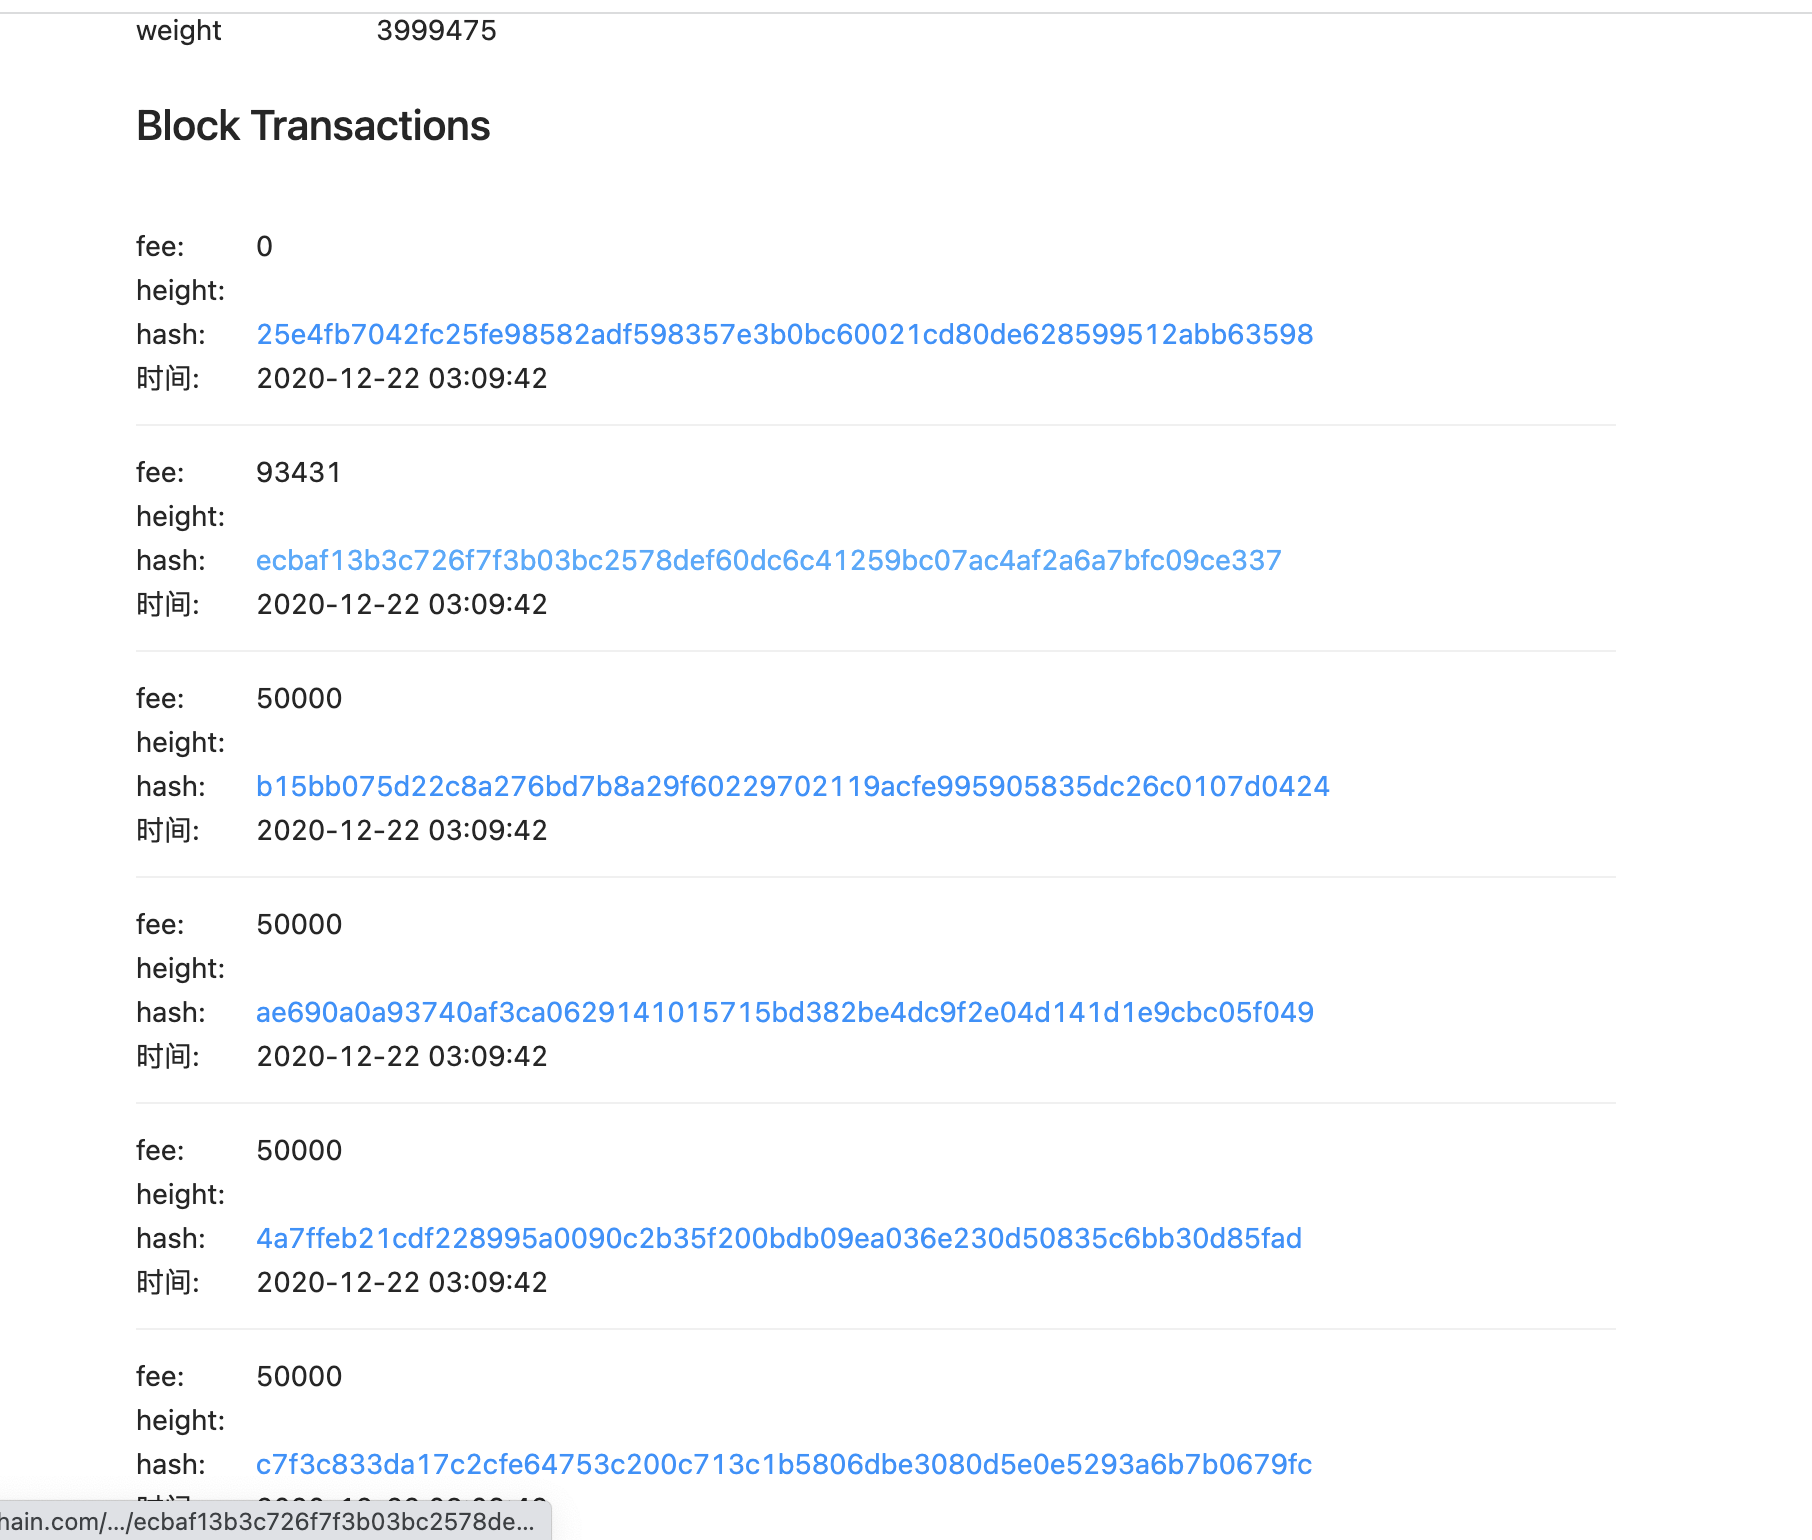 weight 3999475
Block Transactions
fee: 0
height:
hash: 25e4fb7042fc25fe98582adf598357e3b0bc60021cd80de628599512abb63598
时间: 2020-12-22 03:09:42
fee: 93431
height:
hash: ecbaf13b3c726f7f3b03bc2578def60dc6c41259bc07ac4af2a6a7bfc09ce337
时间: 2020-12-22 03:09:42
fee: 50000
height:
hash: b15bb075d22c8a276bd7b8a29f60229702119acfe995905835dc26c0107d0424
时间: 2020-12-22 03:09:42
fee: 50000
height:
hash: ae690a0a93740af3ca0629141015715bd382be4dc9f2e04d141d1e9cbc05f049
时间: 2020-12-22 03:09:42
fee: 50000
height:
hash: 4a7ffeb21cdf228995a0090c2b35f200bdb09ea036e230d50835c6bb30d85fad
时间: 2020-12-22 03:09:42
fee: 50000
height:
hash: c7f3c833da17c2cfe64753c200c713c1b5806dbe3080d5e0e5293a6b7b0679fc
hain.com/.../ecbaf13b3c726f7f3b03bc2578de...